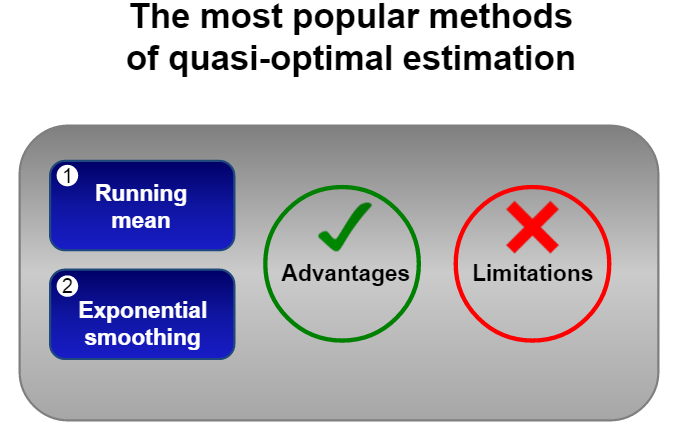 The most popular methods
of quasi-optimal estimation
1
Running
mean
2
Exponential
smoothing
Advantages
Limitations